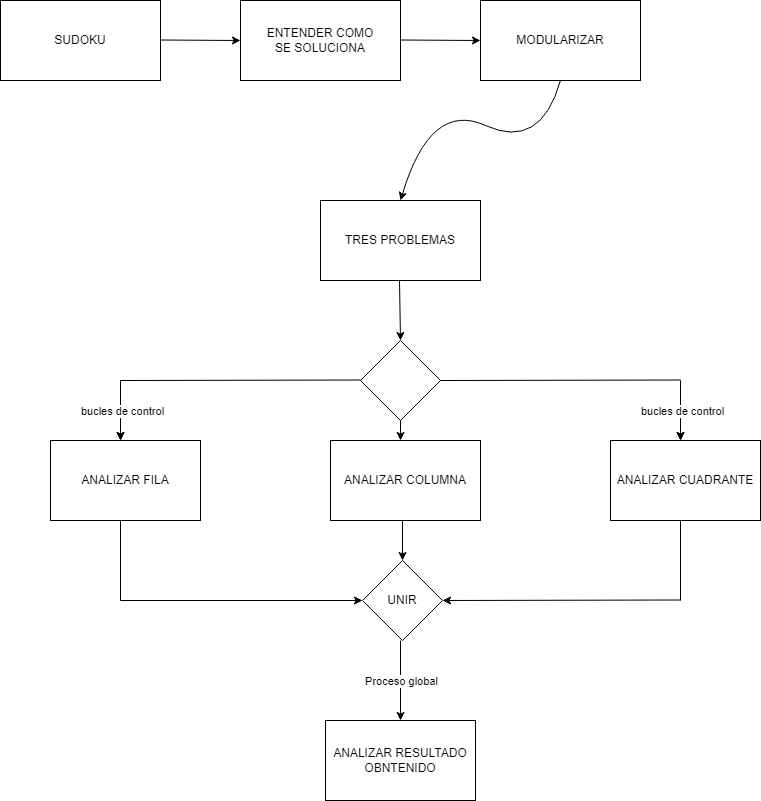 SUDOKU
ENTENDER COMO
SE SOLUCIONA
MODULARIZAR
TRES PROBLEMAS
bucles de control
bucles de control
ANALIZAR FILA
ANALIZAR COLUMNA
ANALIZAR CUADRANTE
UNIR
Proceso global
ANALIZAR RESULTADO
OBNTENIDO